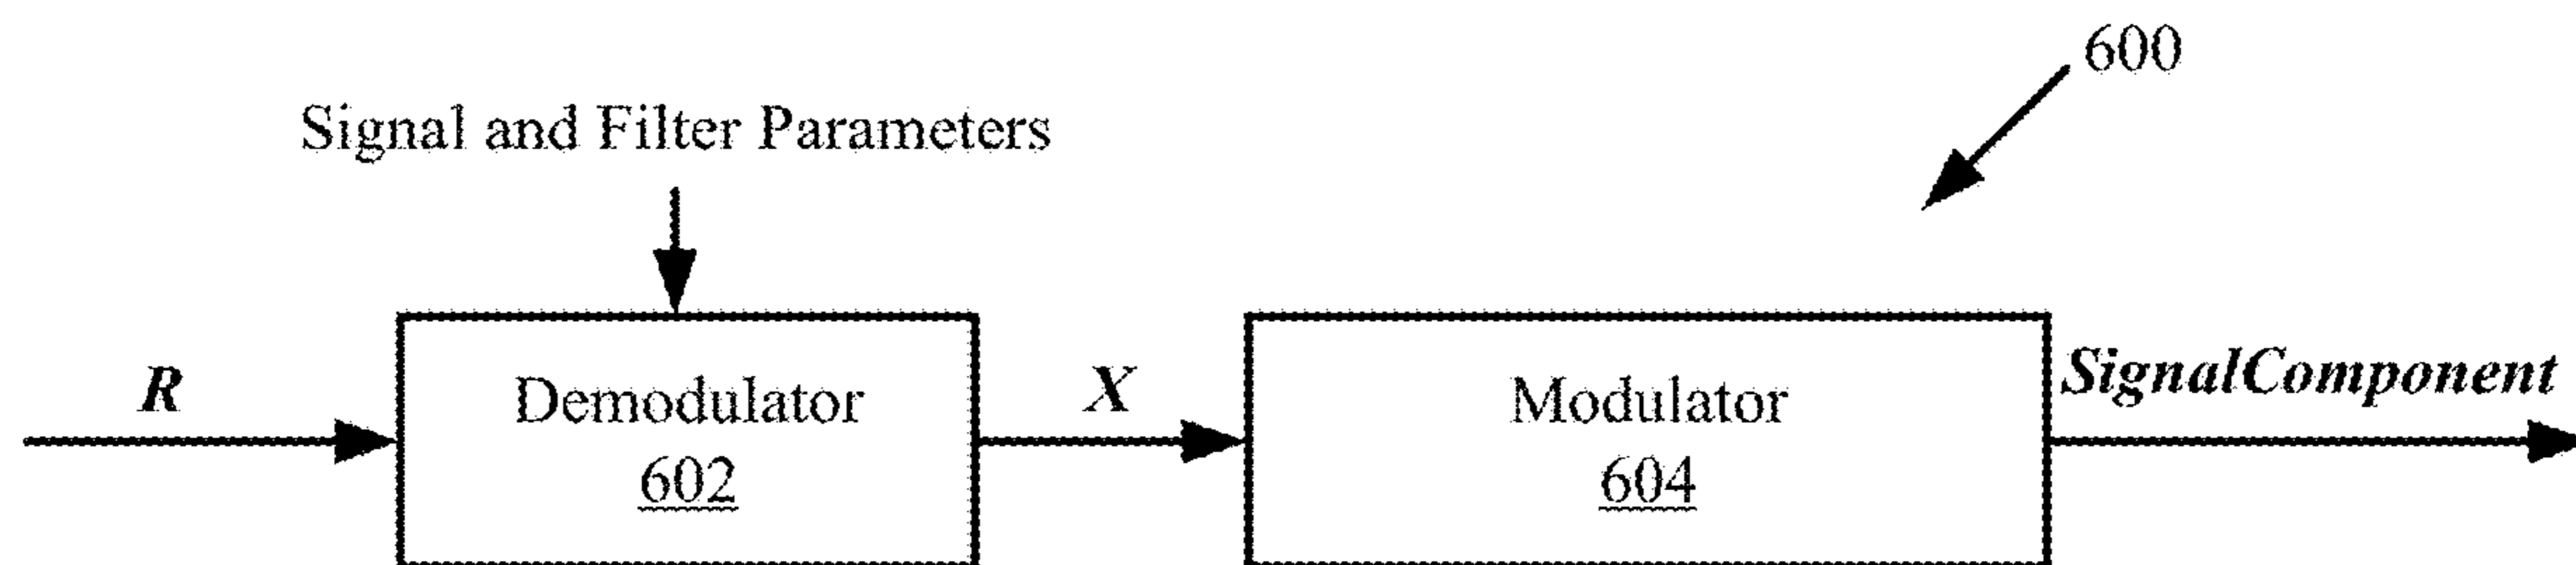 600
Signal and Filter Parameters
R
Demodulator
602
X
Modulator
604
SignalComponent